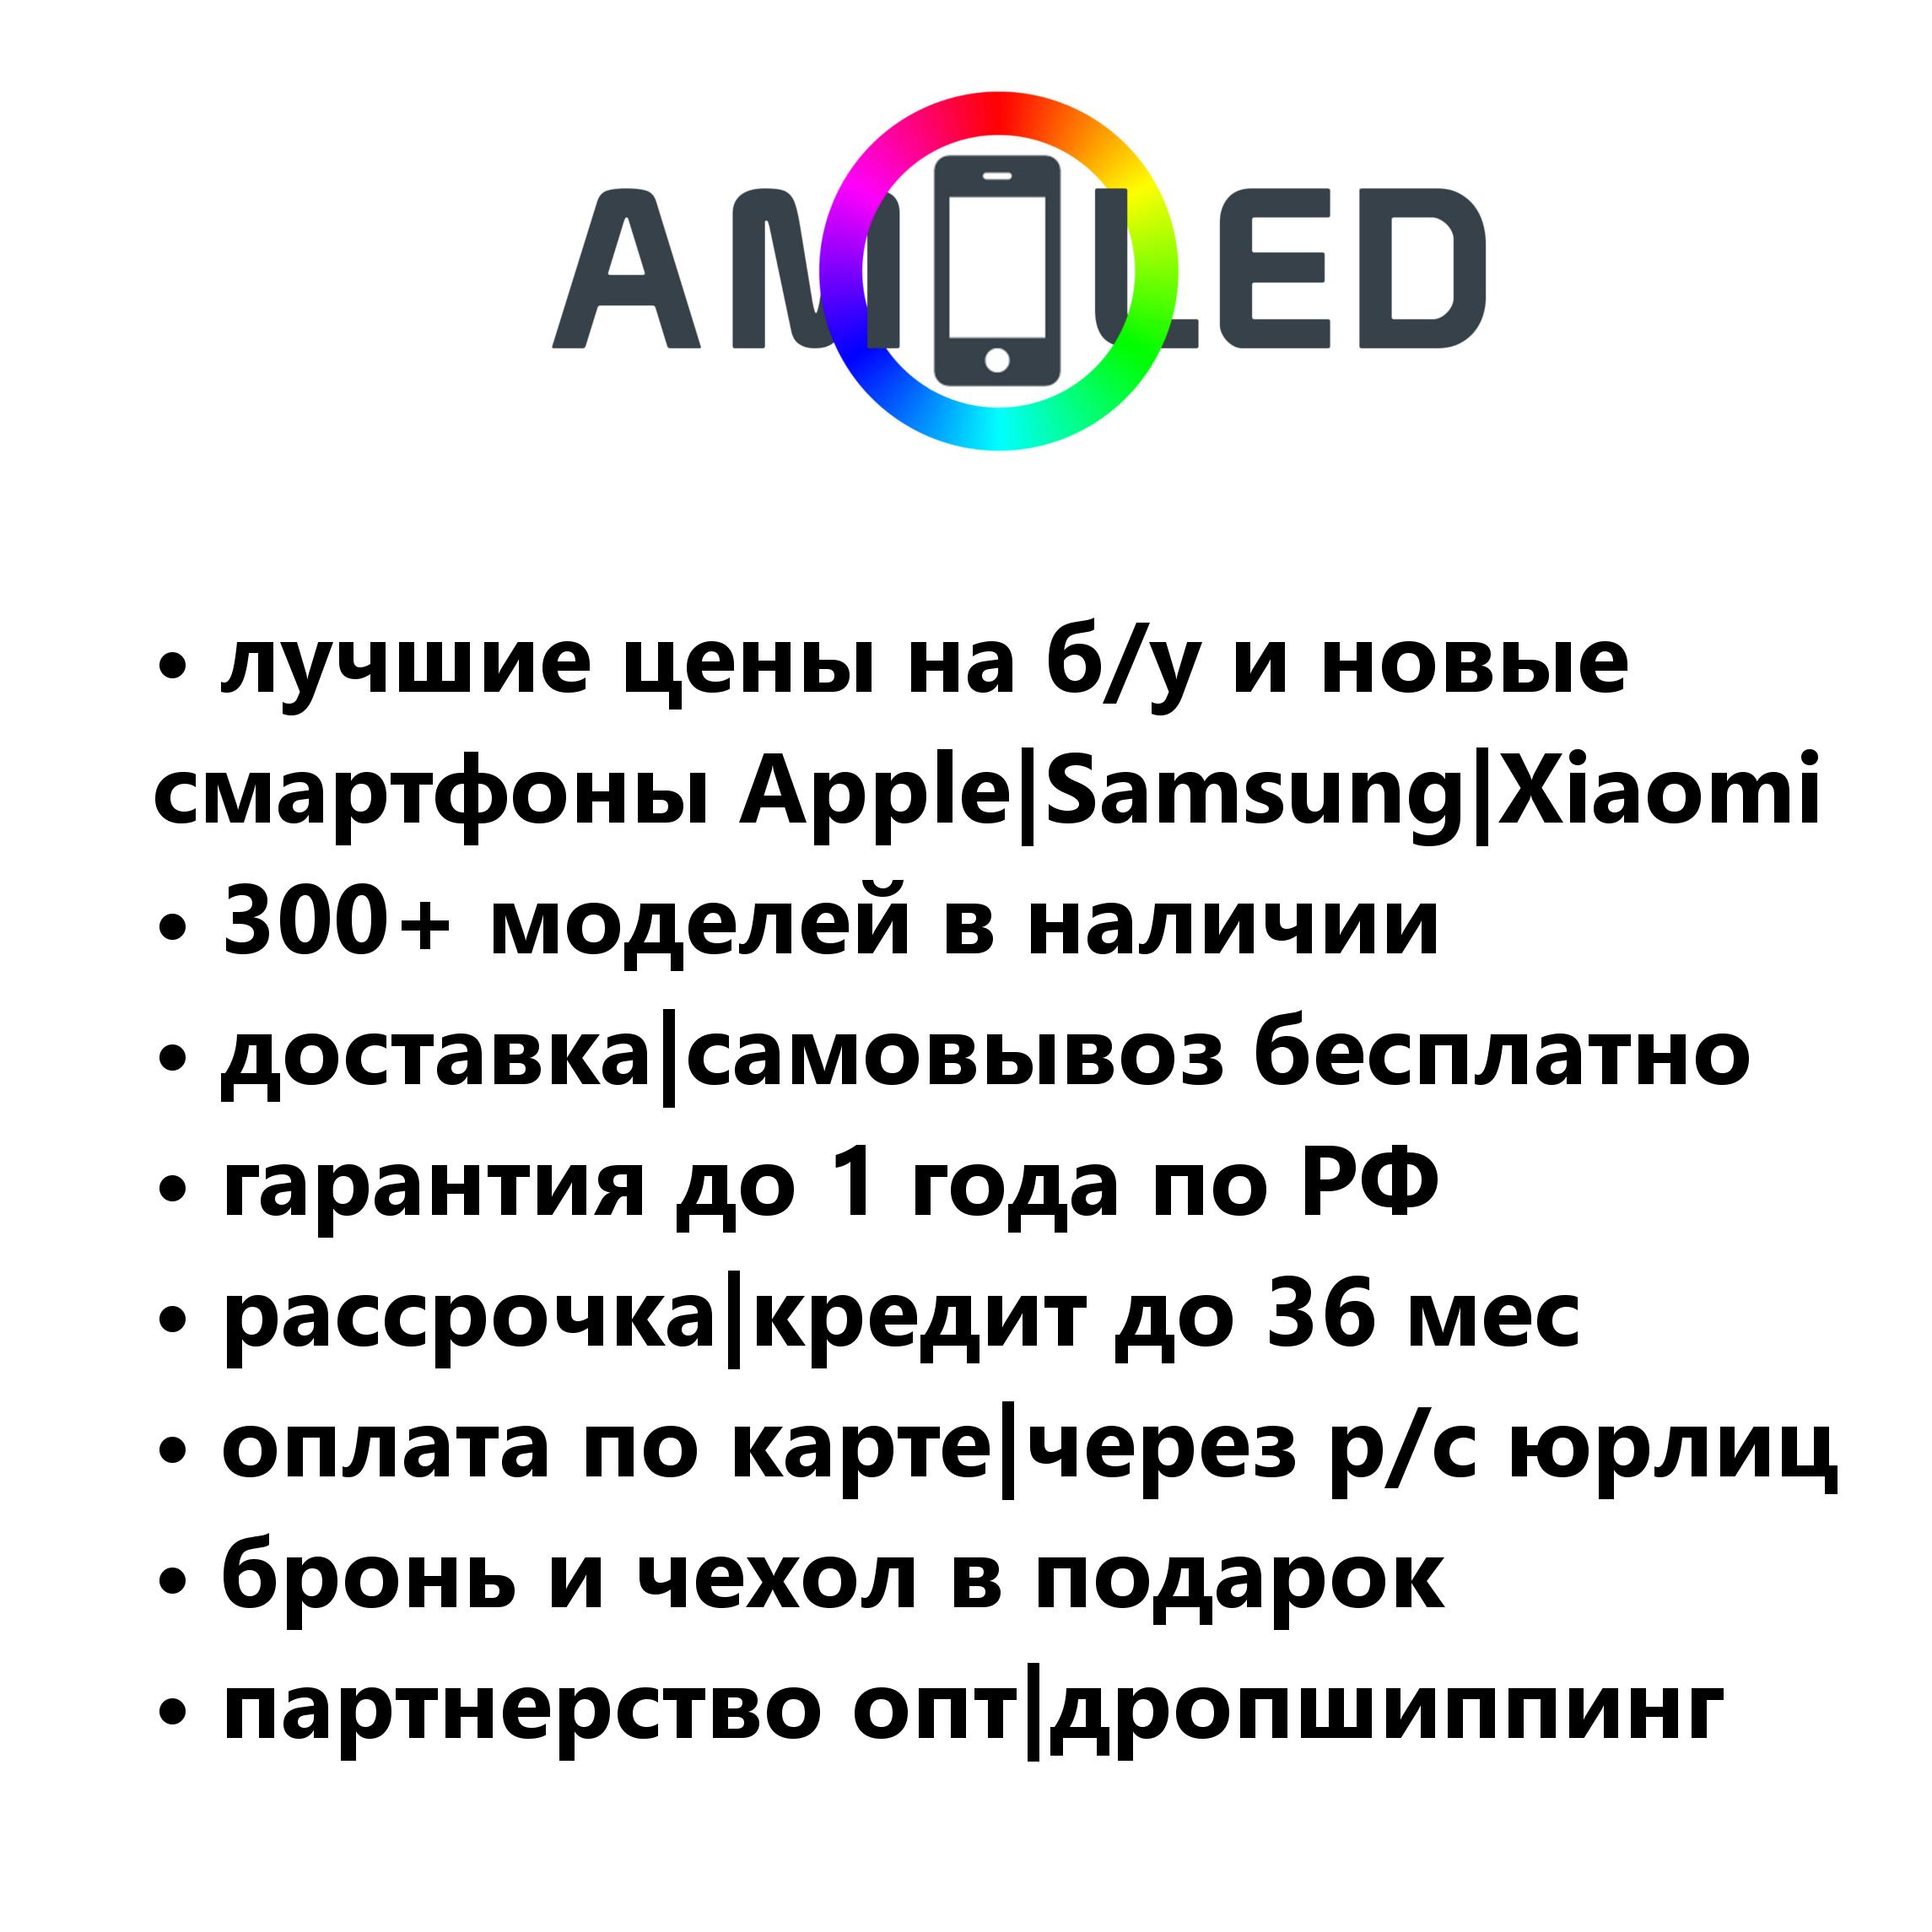 AMOLED
• лучшие цены на б/у и новые
смартфоны Apple|Samsung|Xiaomi
• 300+ моделей в наличии
• доставка|самовывоз бесплатно
• гарантия до 1 года по РФ
• рассрочка|кредит до 36 мес
• оплата по карте|через р/с юрлиц
• бронь и чехол в подарок
• партнерство опт|дропшиппинг